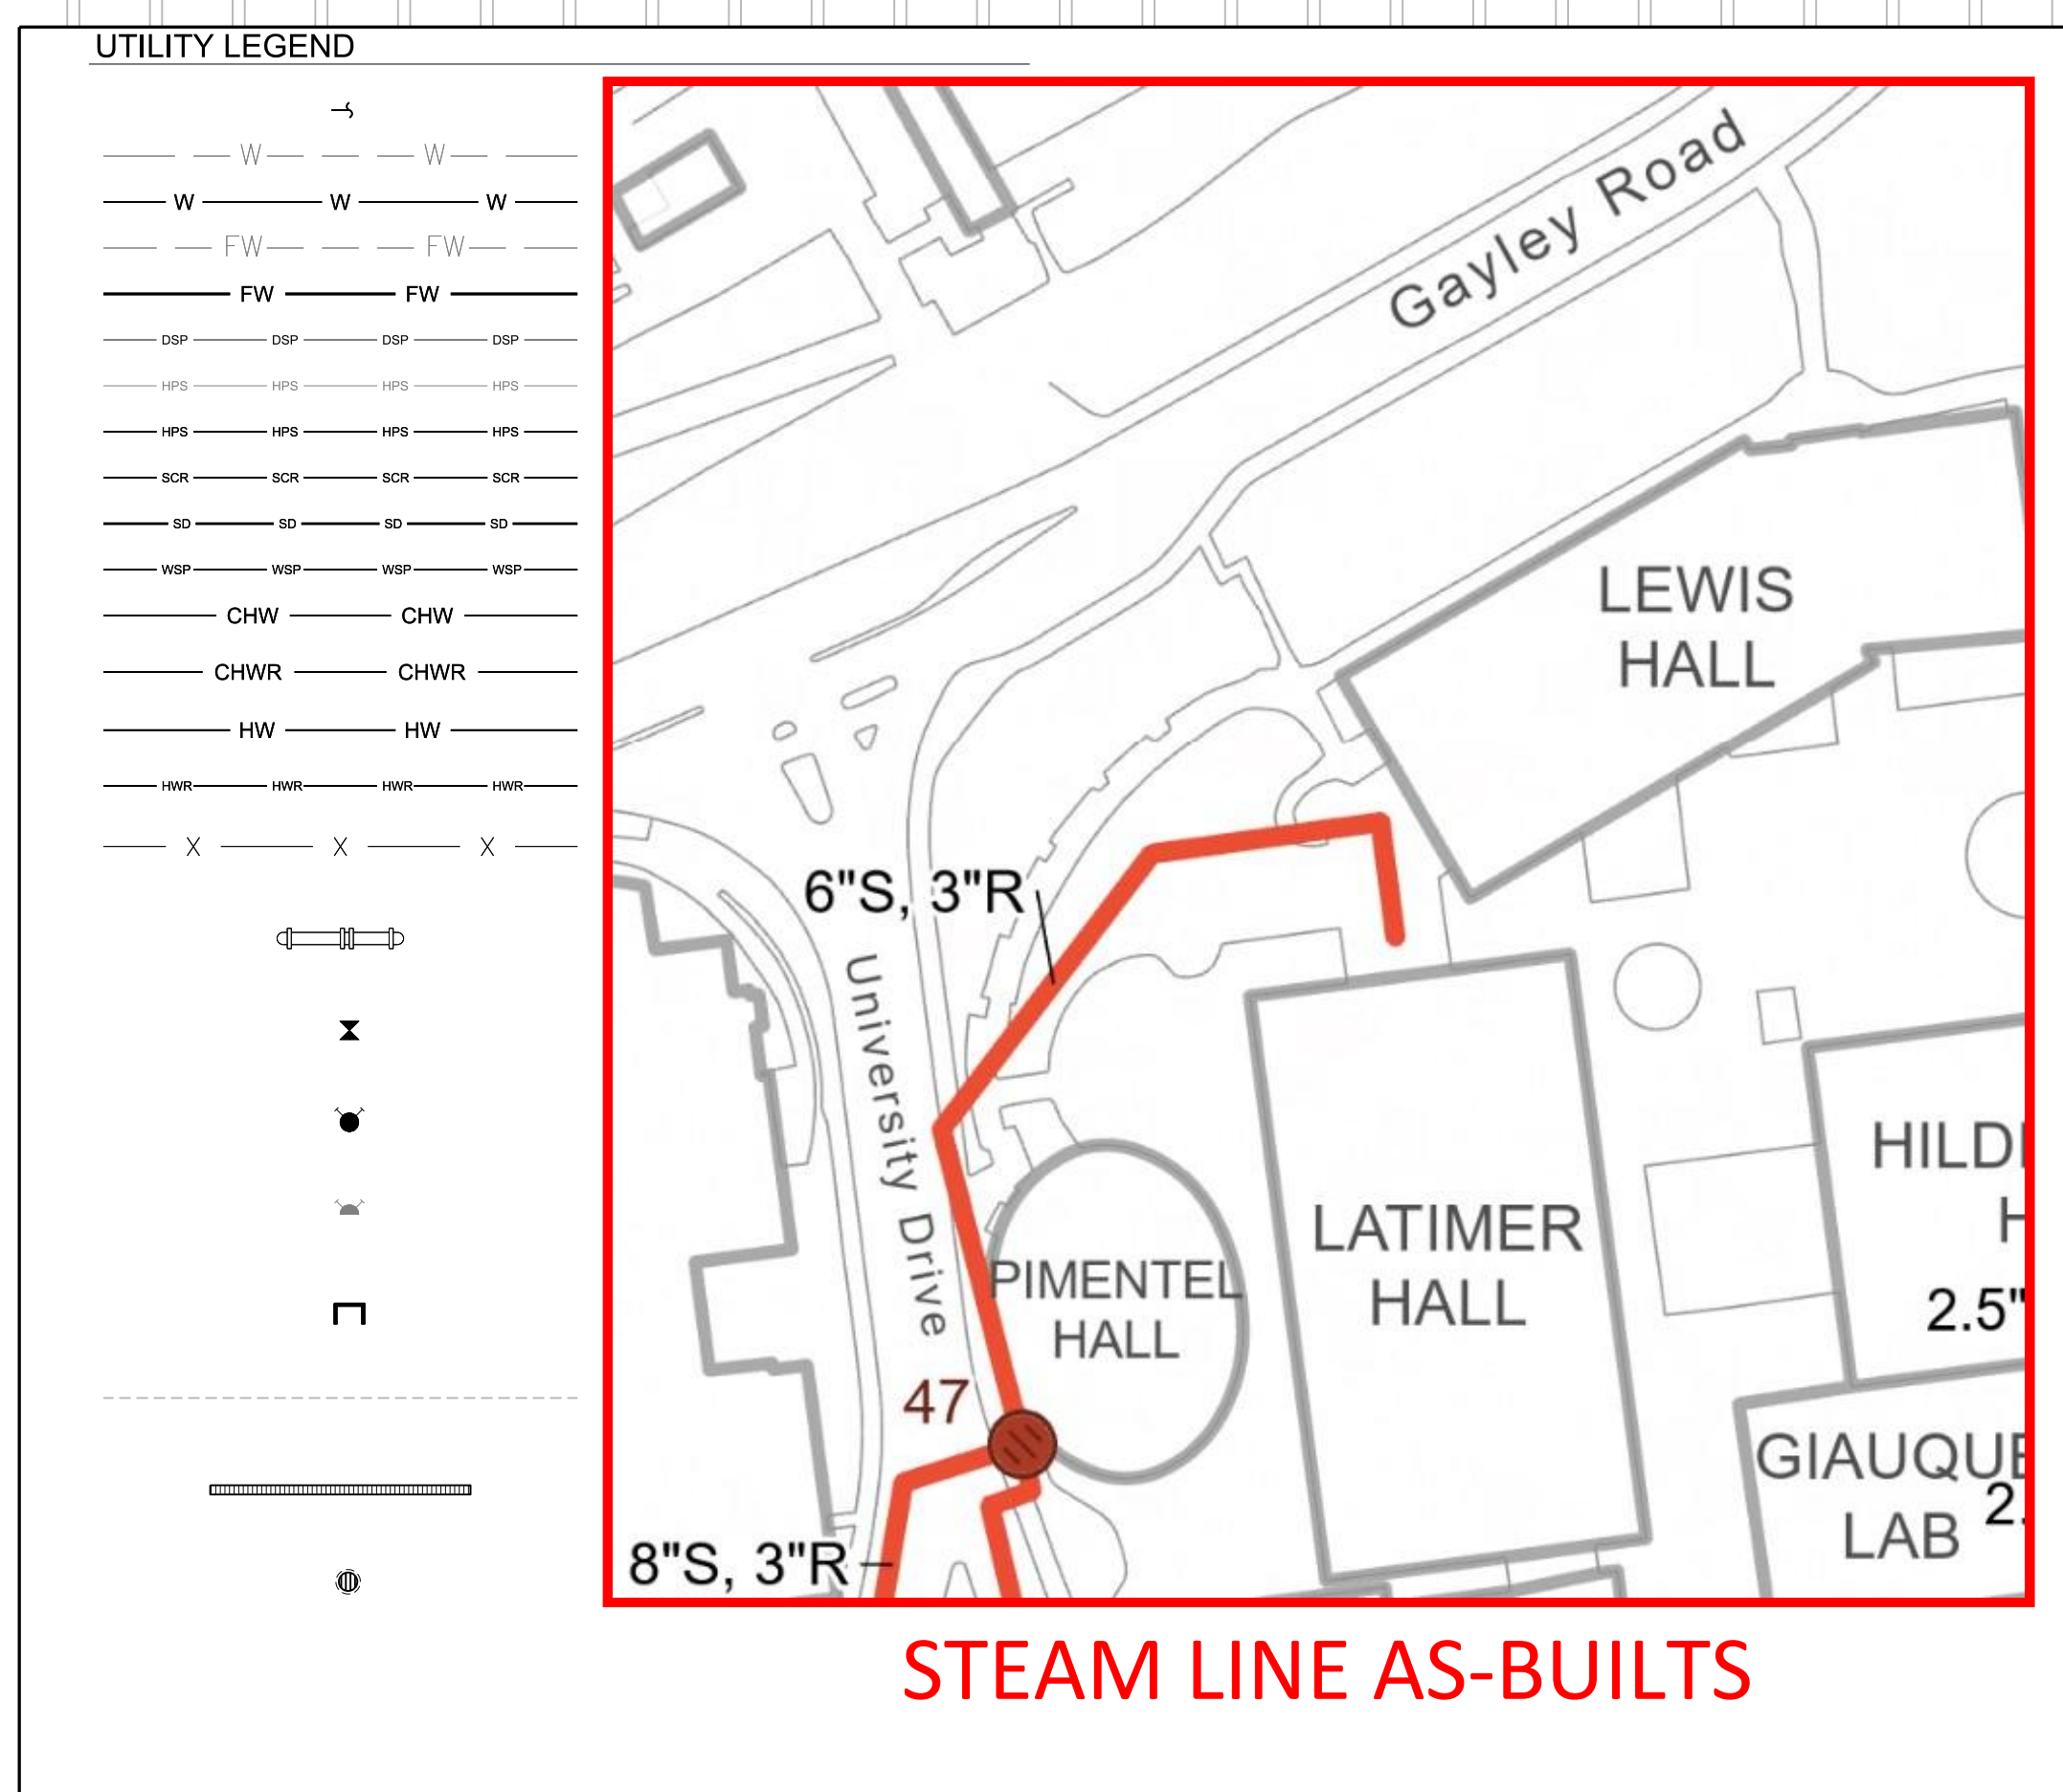 UTILITY LEGEND
W W
W W W
FW FW
FW FW
DSP DSP DSP DSP
HPS HPS HPS HPS
HPS HPS HPS HPS
SCR SCR SCR SCR
SD SD SD SD
WSP WSP WSP WSP
CHW CHW
CHWR CHWR
HW HW
HWR HWR HWR HWR
X X X
Gayley Road
LEWIS
HALL
6"S, 3"R
University Drive
PIMENTEL
HALL
LATIMER
HALL
HILD
H
2.5"
47
GIAUQUE
LAB
2.
8"S, 3"R
STEAM LINE AS-BUILTS